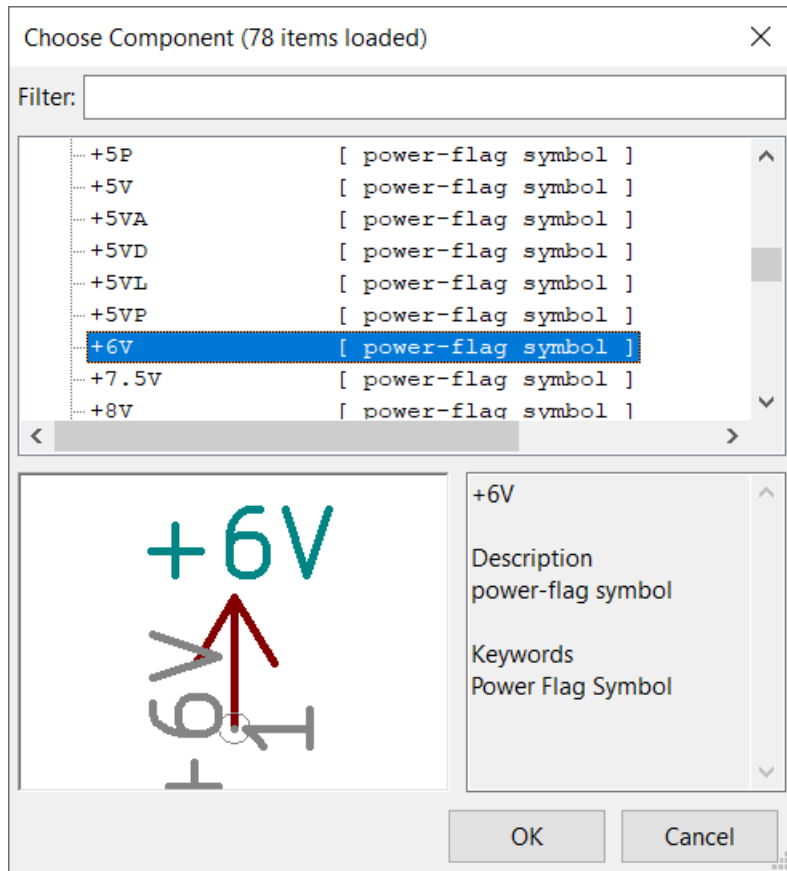 Choose Component (78 items loaded)
Filter:
+5P [ power-flag symbol ]
+5V [ power-flag symbol ]
+5VA [ power-flag symbol ]
+5VD [ power-flag symbol ]
+5VL [ power-flag symbol ]
+5VP [ power-flag symbol ]
+6V [ power-flag symbol ]
+7.5V [ power-flag symbol ]
+8V [ power-flag symbol ]
+6V
+6V
1
+6V
Description
power-flag symbol
Keywords
Power Flag Symbol
OK Cancel